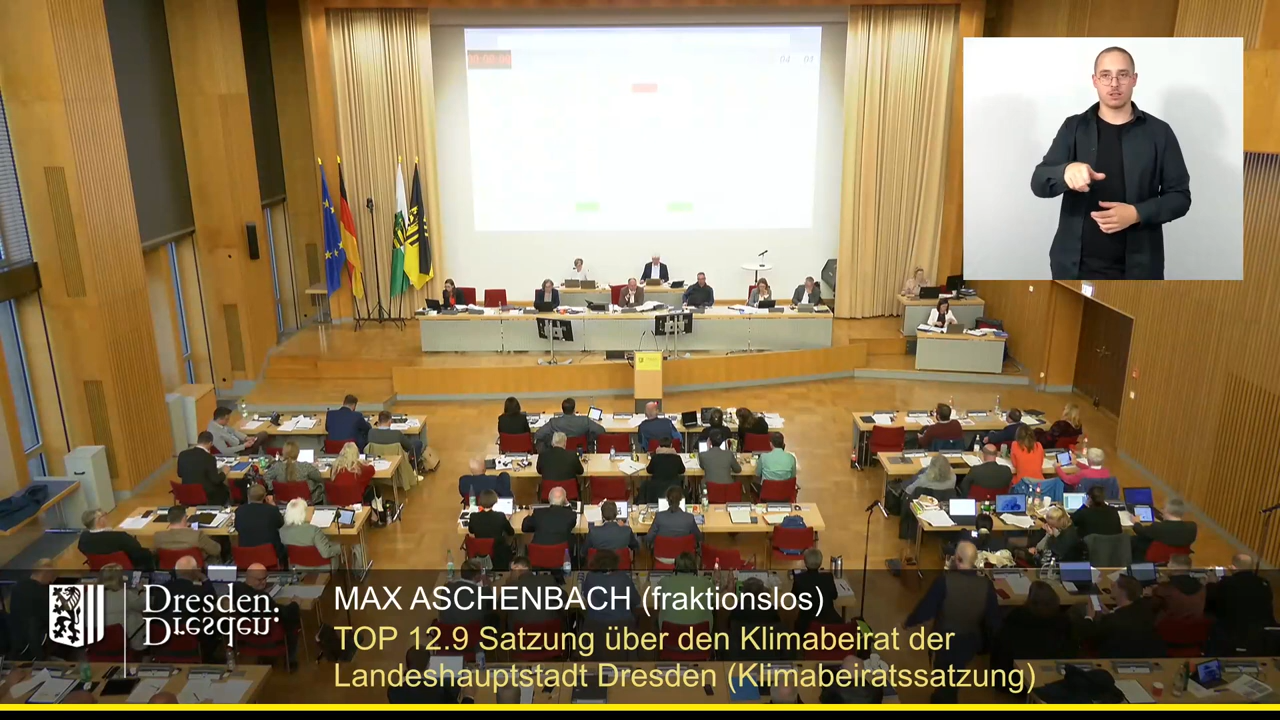 Dresden.
Dresden.
MAX ASCHENBACH (fraktionslos)
TOP 12.9 Satzung über den Klimabeirat der
Landeshauptstadt Dresden (Klimabeiratssatzung)